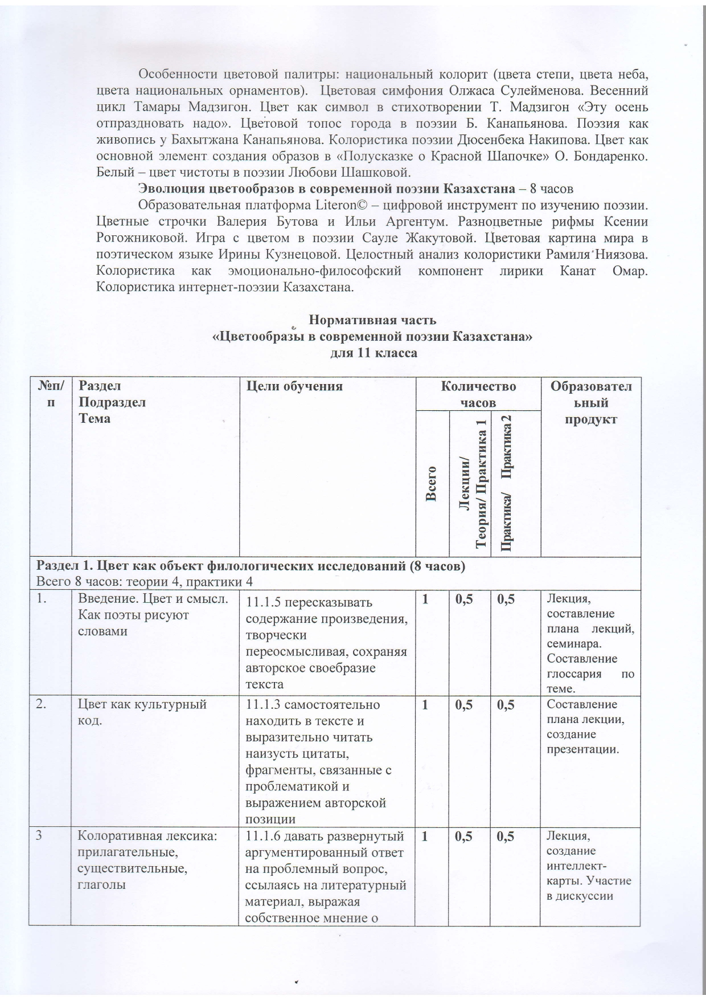 Особенности цветовой палитры: национальный колорит (цвета степи, цвета неба,
цвета национальных орнаментов). Цветовая симфония Олжаса Сулейменова. Весенний
цикл Тамары Мадзигон. Цвет как символ в стихотворении Т. Мадзигон «Эту осень
отпраздновать надо». Цветовой топос города в поэзии Б. Канапьянова. Поэзия как
живопись у Бахытжана Канапьянова. Колористика поэзии Дюсенбека Накипова. Цвет как
основной элемент создания образов в «Полусказке о Красной Шапочке» О. Бондаренко.
Белый – цвет чистоты в поэзии Любови Шашковой.
Эволюция цветообразов в современной поэзии Казахстана – 8 часов
Образовательная платформа Literon© – цифровой инструмент по изучению поэзии.
Цветные строчки Валерия Бутова и Ильи Аргентум. Разноцветные рифмы Ксении
Рогожниковой. Игра с цветом в поэзии Сауле Жакутовой. Цветовая картина мира в
поэтическом языке Ирины Кузнецовой. Целостный анализ колористики Рамиля Ниязова.
Колористика как эмоционально-философский компонент лирики Канат Омар.
Колористика интернет-поэзии Казахстана.
Нормативная часть
«Цветообразы в современной поэзии Казахстана»
для 11 класса
№п/
п
Раздел
Подраздел
Тема
Цели обучения
Количество
часов
Всего
Лекции/
Теория/ Практика 1
Практика/ Практика2
Образовател
ьный
продукт
Раздел 1. Цвет как объект филологических исследований (8 часов)
Всего 8 часов: теории 4, практики 4
1.
Введение. Цвет и смысл.
Как поэты рисуют
словами
11.1.5 пересказывать
содержание произведения,
творчески
переосмысливая, сохраняя
авторское своебразие
текста
1
0,5
0,5
Лекция,
составление
плана лекций,
семинара.
Составление
глоссария по
теме.
2.
Цвет как культурный
код.
11.1.3 самостоятельно
находить в тексте и
выразительно читать
наизусть цитаты,
фрагменты, связанные с
проблематикой и
выражением авторской
позиции
1
0,5
0,5
Составление
плана лекции,
создание
презентации.
3
Колоративная лексика:
прилагательные,
существительные,
глаголы
11.1.6 давать развернутый
аргументированный ответ
на проблемный вопрос,
ссылаясь на литературный
материал, выражая
собственное мнение о
1
0,5
0,5
Лекция,
создание
интеллект-
карты. Участие
в дискуссии